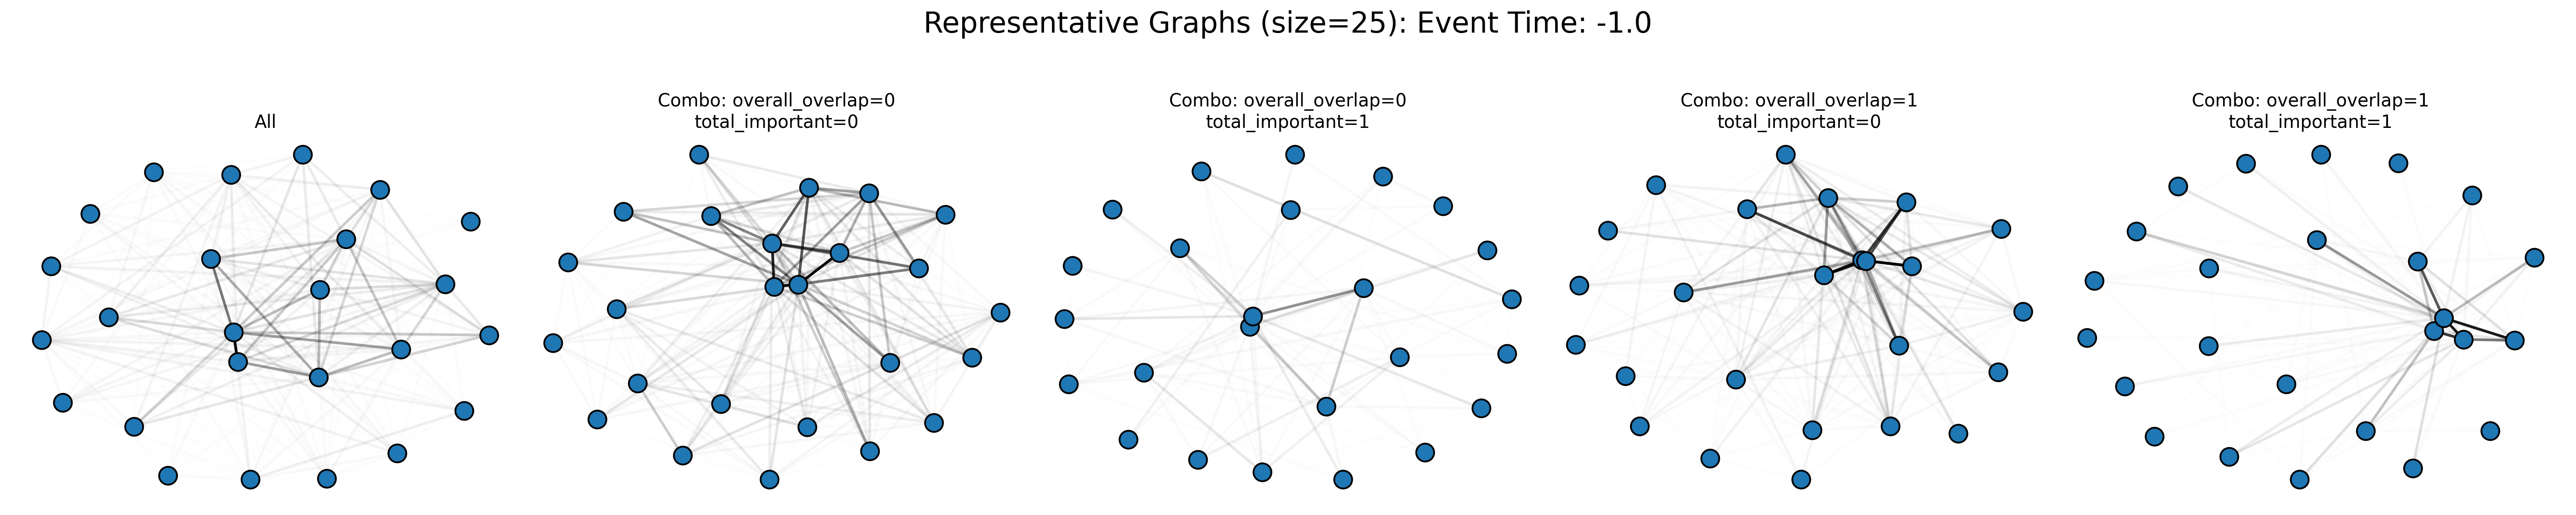 Representative Graphs (size=25): Event Time: -1.0
All
Combo: overall_overlap=0
total_important=0
Combo: overall_overlap=0
total_important=1
Combo: overall_overlap=1
total_important=0
Combo: overall_overlap=1
total_important=1